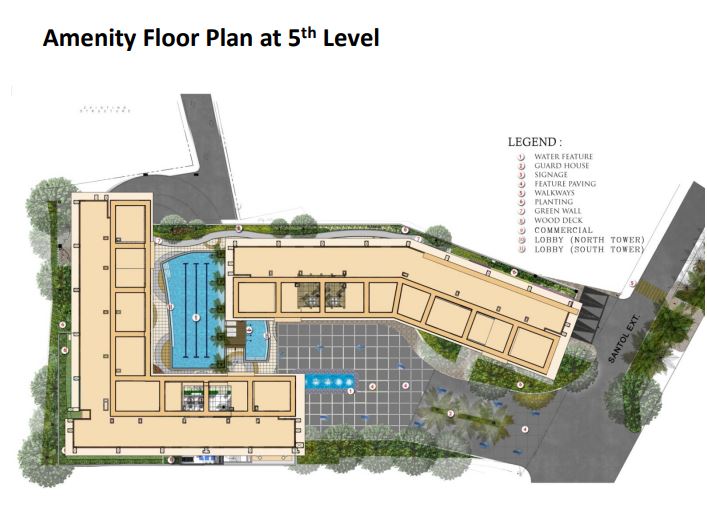 Amenity Floor Plan at 5th Level
EXISTING
STRUCTURE
LEGEND :
1 WATER FEATURE
2 GUARD HOUSE
3 SIGNAGE
4 FEATURE PAVING
5 WALKWAYS
6 PLANTING
7 GREEN WALL
8 WOOD DECK
9 COMMERCIAL
10 LOBBY (NORTH TOWER)
11 LOBBY (SOUTH TOWER)
SANTOL EXT.